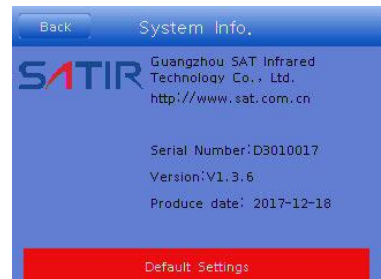 Back
System Info.
SATIR
Guangzhou SAT Infrared
Technology Co., Ltd.
http://www.sat.com.cn
Serial Number:D3010017
Version:V1.3.6
Produce date: 2017-12-18
Default Settings